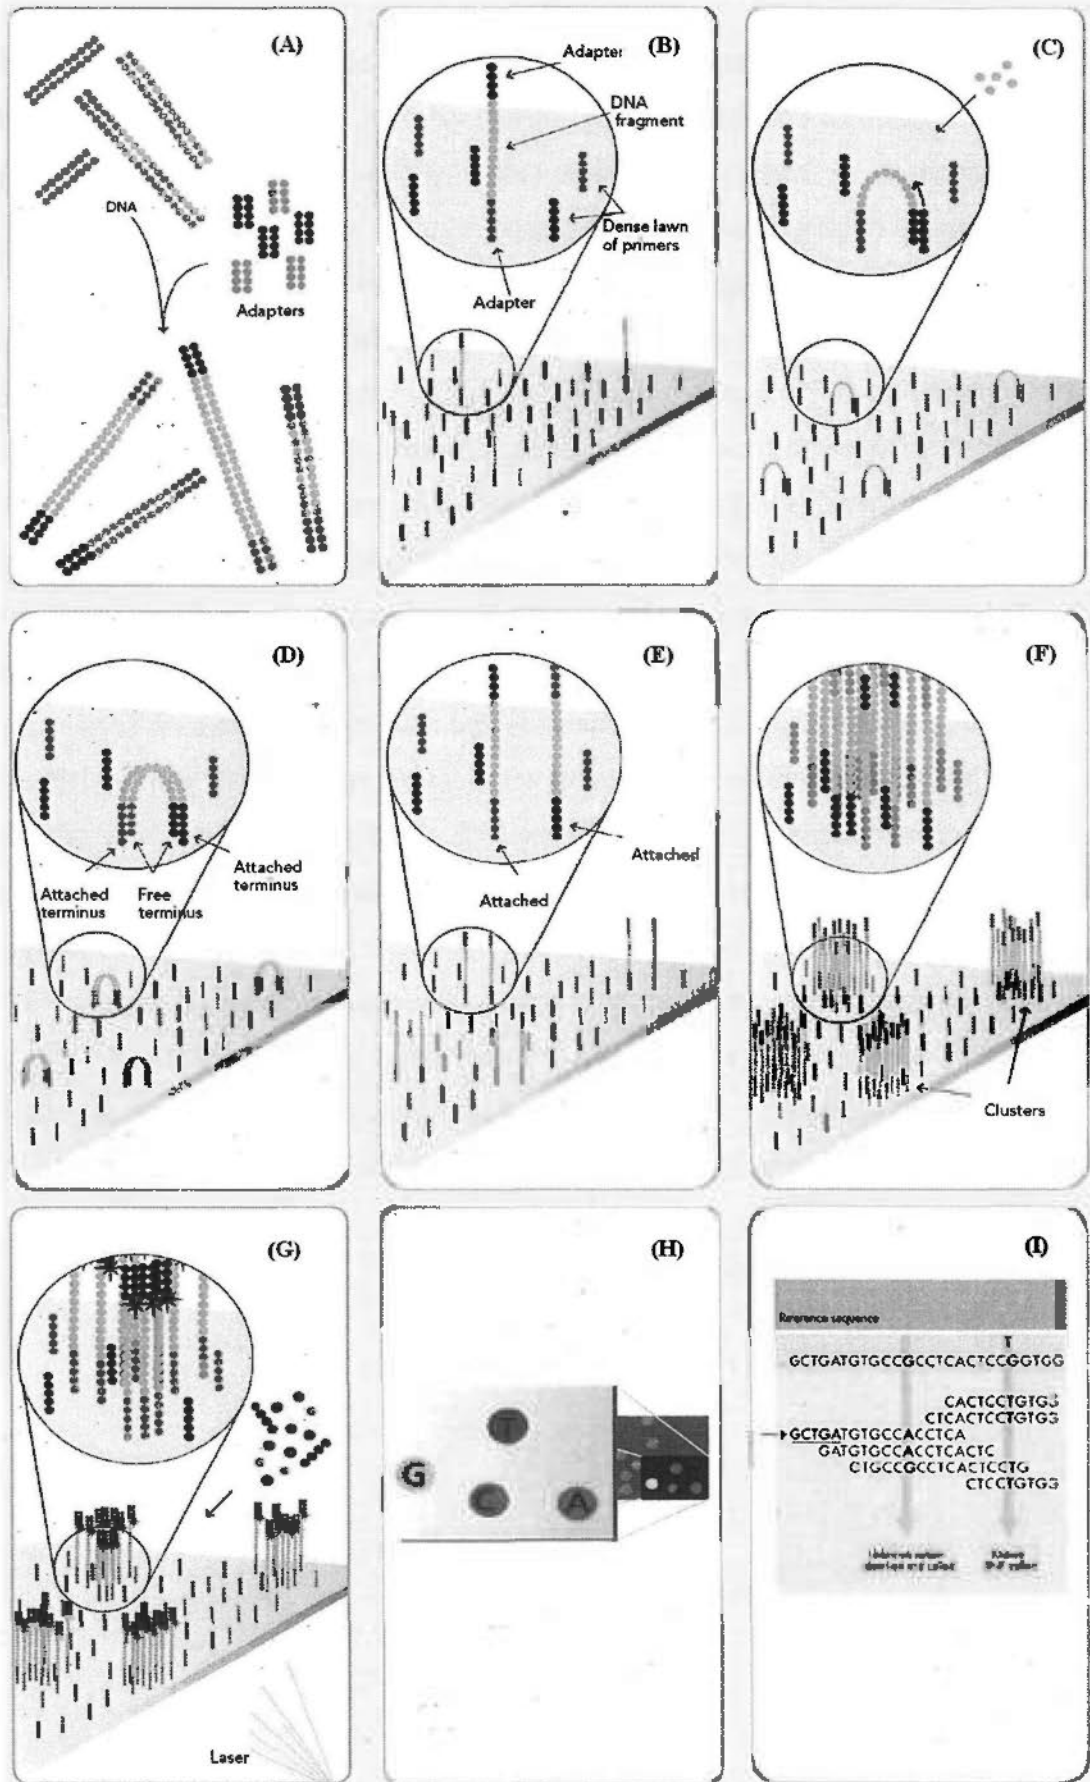 (A)
DNA
Adapters
(B)
Adapter
DNA
fragment
Dense lawn
of primers
Adapter
(C)
(D)
Attached
terminus
Free
terminus
Attached
terminus
(E)
Attached
Attached
(F)
Clusters
(G)
Laser
(H)
T
G
C
A
(I)
Reference sequence
T
GCTGATGTGCCGCCTCACTCCGGTGG
CACTCCTGTGG
CTCACTCCTGTGG
GCTGATGTGCCACCTCA
GATGTGCCACCTCACTC
CTGCCGCCTCACTCCTG
CTCCTGTGG